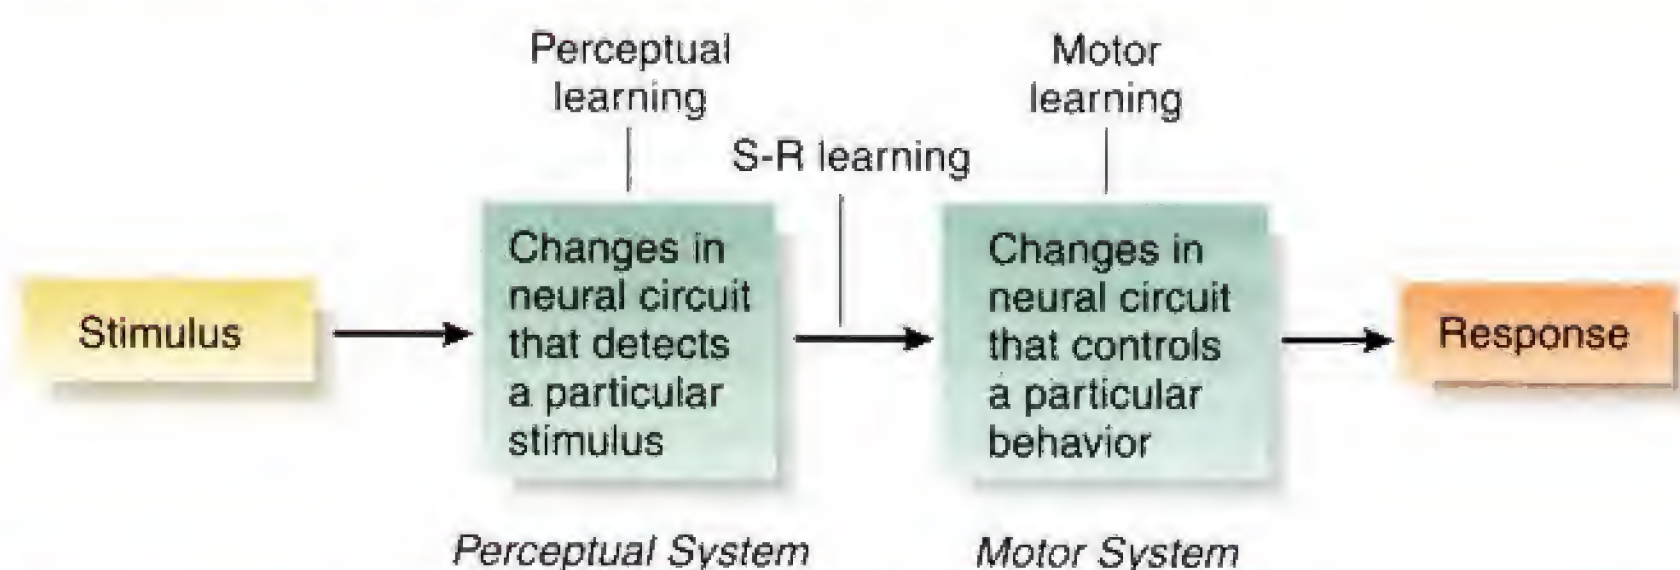 Perceptual
learning
Motor
learning
S-R learning
Stimulus
Changes in
neural circuit
that detects
a particular
stimulus
Changes in
neural circuit
that controls
a particular
behavior
Response
Perceptual System
Motor System